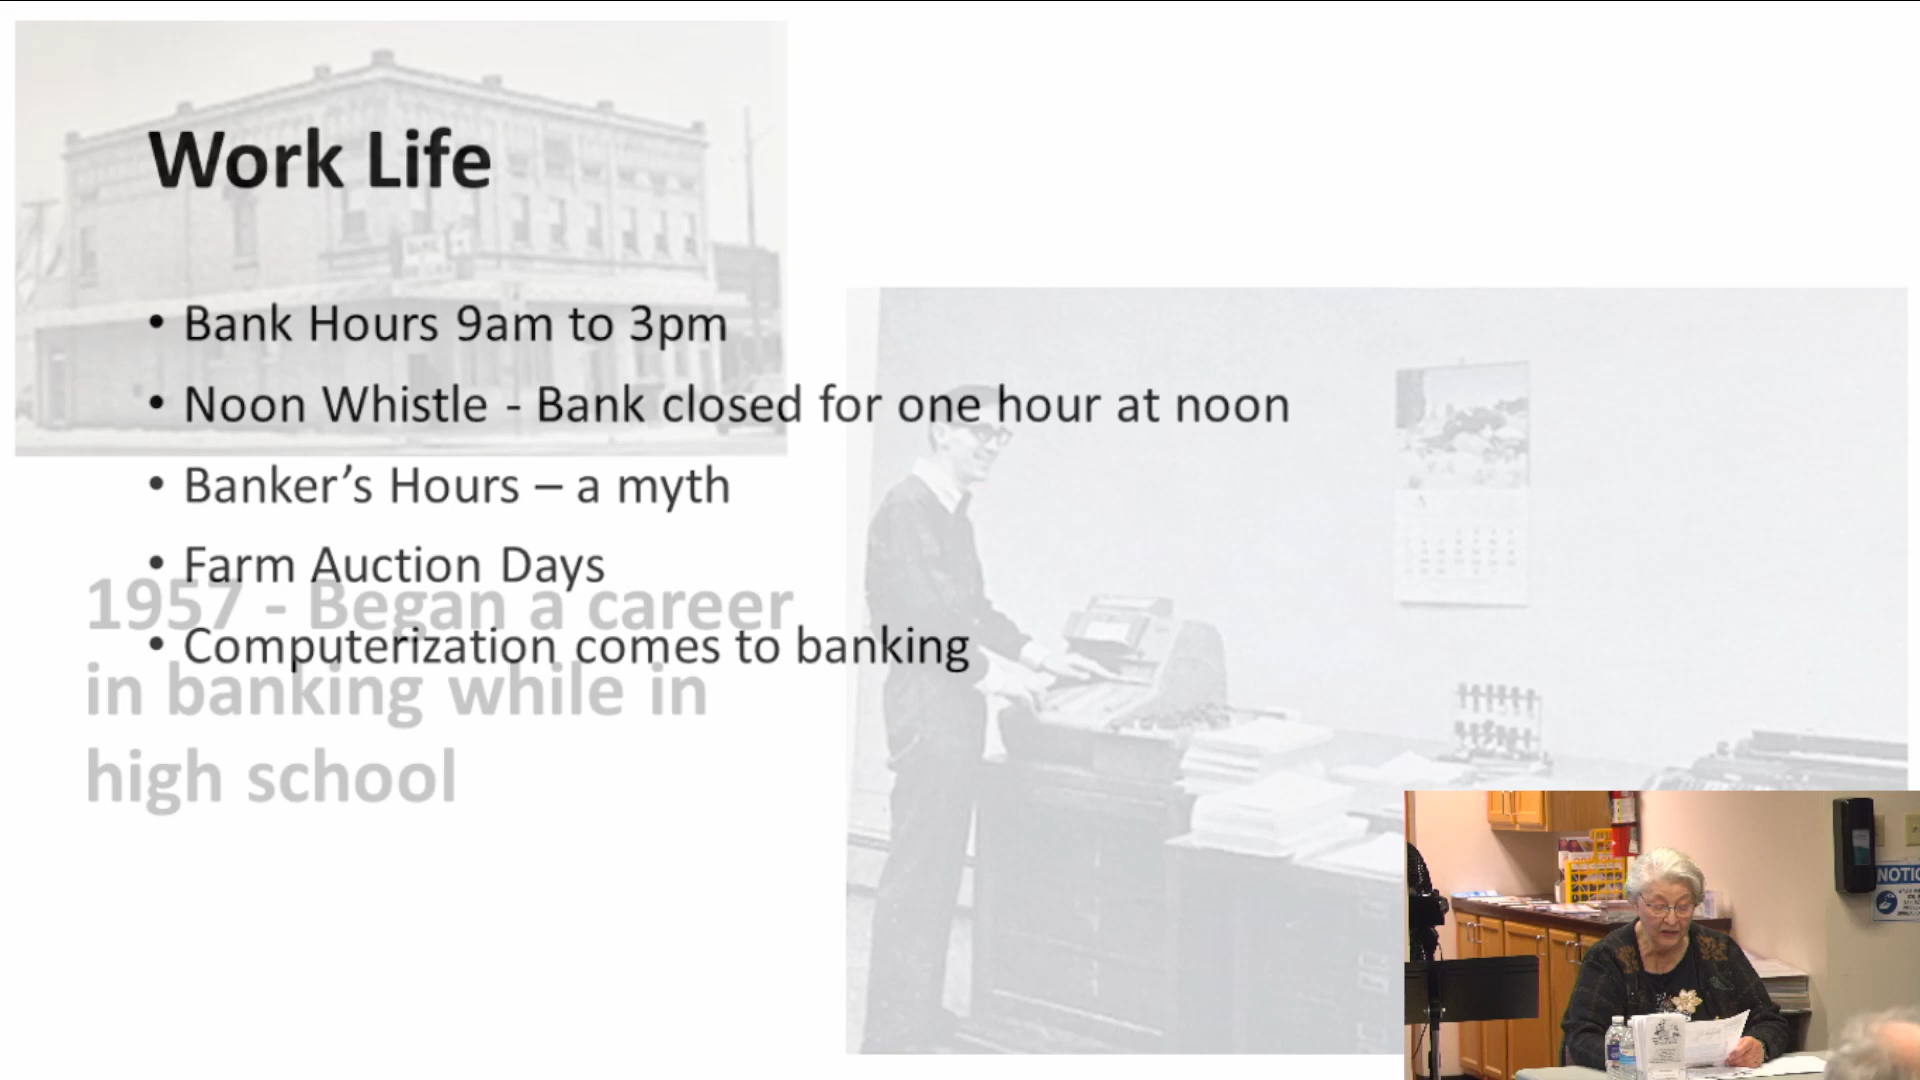 Work Life
• Bank Hours 9am to 3pm
• Noon Whistle - Bank closed for one hour at noon
• Banker’s Hours – a myth
• Farm Auction Days
• Computerization comes to banking
1957 - Began a career
in banking while in
high school
NOTIC